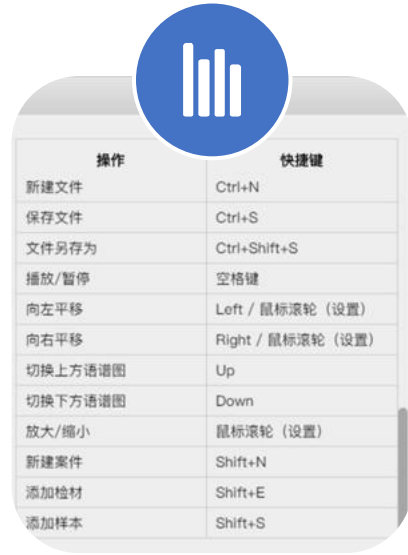 操作 快捷键
新建文件 Ctrl+N
保存文件 Ctrl+S
文件另存为 Ctrl+Shift+S
播放/暂停 空格键
向左平移 Left / 鼠标滚轮（设置）
向右平移 Right / 鼠标滚轮（设置）
切换上方语谱图 Up
切换下方语谱图 Down
放大/缩小 鼠标滚轮（设置）
新建案件 Shift+N
添加检材 Shift+E
添加样本 Shift+S